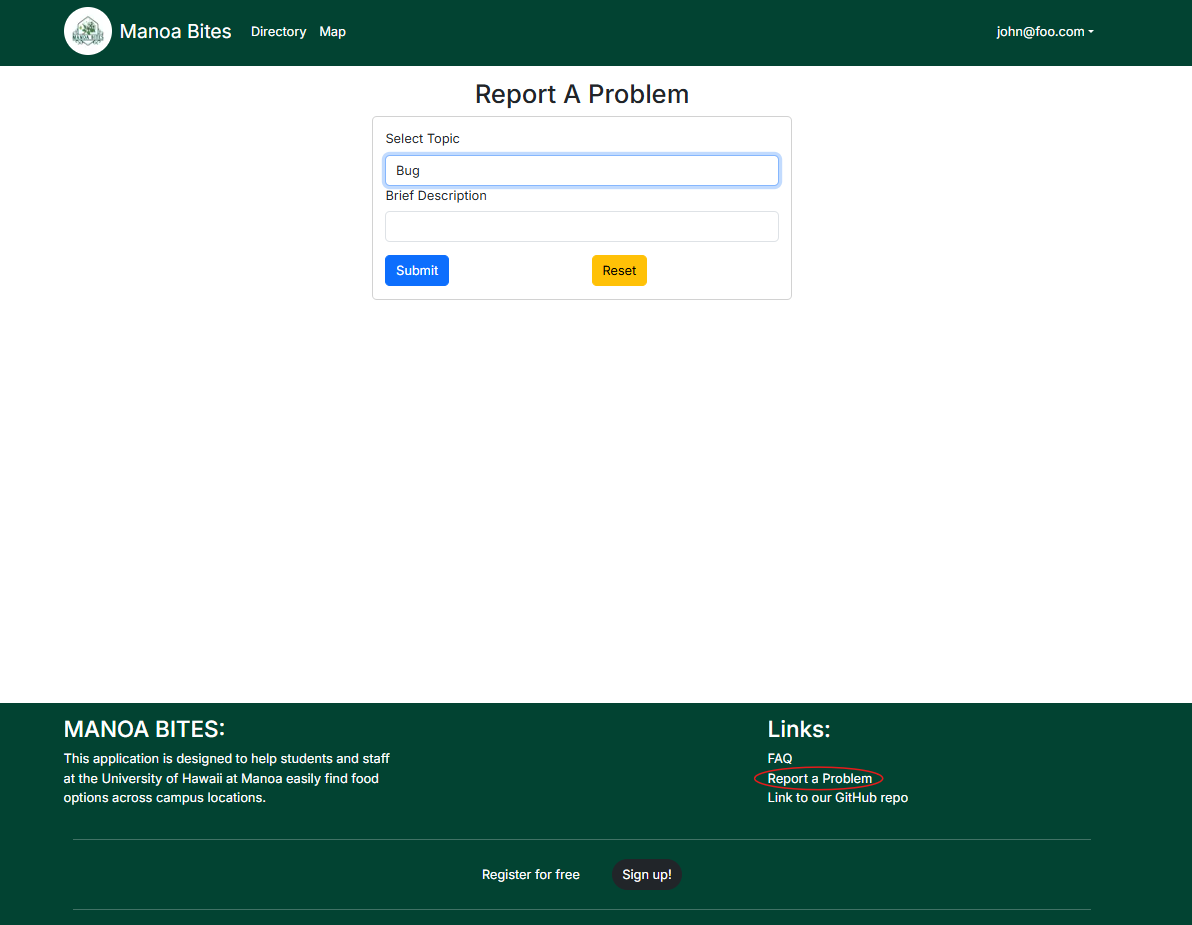 MANOA BITES
Manoa Bites
Directory
Map
john@foo.com
Report A Problem
Select Topic
Bug
Brief Description
Submit
Reset
MANOA BITES:
This application is designed to help students and staff
at the University of Hawaii at Manoa easily find food
options across campus locations.
Links:
FAQ
Report a Problem
Link to our GitHub repo
Register for free
Sign up!